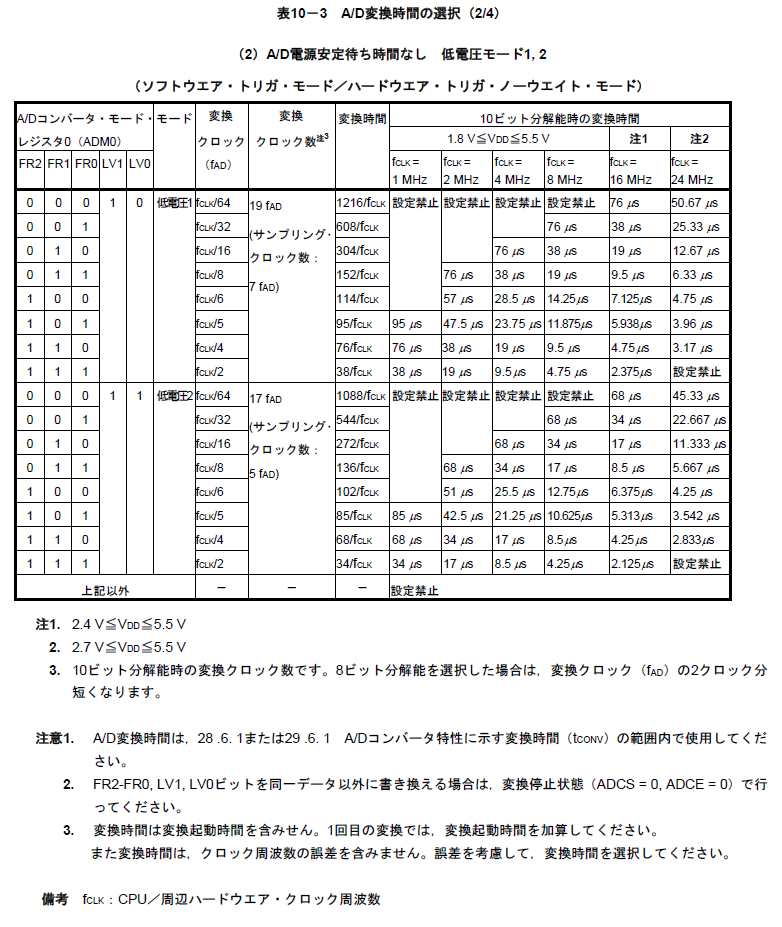 表10－3　A/D変換時間の選択（2/4）
（2）A/D電源安定待ち時間なし　低電圧モード1, 2
（ソフトウエア・トリガ・モード／ハードウエア・トリガ・ノーウエイト・モード）
A/Dコンバータ・モード・レジスタ0（ADM0） モード 変換クロック（fAD） 変換クロック数注3 変換時間 10ビット分解能時の変換時間
1.8 V≦VDD≦5.5 V 注1 注2
FR2 FR1 FR0 LV1 LV0 fCLK = 1 MHz fCLK = 2 MHz fCLK = 4 MHz fCLK = 8 MHz fCLK = 16 MHz fCLK = 24 MHz
0 0 0 1 0 低電圧1 fCLK/64 19 fAD（サンプリング・クロック数：7 fAD） 1216/fCLK 設定禁止 設定禁止 設定禁止 設定禁止 76 μs 50.67 μs
0 0 1 fCLK/32 608/fCLK 76 μs 38 μs 25.33 μs
0 1 0 fCLK/16 304/fCLK 76 μs 38 μs 19 μs 12.67 μs
0 1 1 fCLK/8 152/fCLK 76 μs 38 μs 19 μs 9.5 μs 6.33 μs
1 0 0 fCLK/6 114/fCLK 57 μs 28.5 μs 14.25 μs 7.125 μs 4.75 μs
1 0 1 fCLK/5 95/fCLK 95 μs 47.5 μs 23.75 μs 11.875 μs 5.938 μs 3.96 μs
1 1 0 fCLK/4 76/fCLK 76 μs 38 μs 19 μs 9.5 μs 4.75 μs 3.17 μs
1 1 1 fCLK/2 38/fCLK 38 μs 19 μs 9.5 μs 4.75 μs 2.375 μs 設定禁止
0 0 0 1 1 低電圧2 fCLK/64 17 fAD（サンプリング・クロック数：5 fAD） 1088/fCLK 設定禁止 設定禁止 設定禁止 設定禁止 68 μs 45.33 μs
0 0 1 fCLK/32 544/fCLK 68 μs 34 μs 22.667 μs
0 1 0 fCLK/16 272/fCLK 68 μs 34 μs 17 μs 11.333 μs
0 1 1 fCLK/8 136/fCLK 68 μs 34 μs 17 μs 8.5 μs 5.667 μs
1 0 0 fCLK/6 102/fCLK 51 μs 25.5 μs 12.75 μs 6.375 μs 4.25 μs
1 0 1 fCLK/5 85/fCLK 85 μs 42.5 μs 21.25 μs 10.625 μs 5.313 μs 3.542 μs
1 1 0 fCLK/4 68/fCLK 68 μs 34 μs 17 μs 8.5 μs 4.25 μs 2.833 μs
1 1 1 fCLK/2 34/fCLK 34 μs 17 μs 8.5 μs 4.25 μs 2.125 μs 設定禁止
上記以外 － － － 設定禁止
注1. 2.4 V≦VDD≦5.5 V
2. 2.7 V≦VDD≦5.5 V
3. 10ビット分解能時の変換クロック数です。8ビット分解能を選択した場合は，変換クロック（fAD）の2クロック分
短くなります。
注意1. A/D変換時間は，28 .6. 1または29 .6. 1　A/Dコンバータ特性に示す変換時間（tCONV）の範囲内で使用してくだ
さい。
2. FR2-FR0, LV1, LV0ビットを同一データ以外に書き換える場合は，変換停止状態（ADCS = 0, ADCE = 0）で行
ってください。
3. 変換時間は変換起動時間を含みせん。1回目の変換では，変換起動時間を加算してください。
また変換時間は，クロック周波数の誤差を含みません。誤差を考慮して，変換時間を選択してください。
備考　fCLK：CPU／周辺ハードウエア・クロック周波数